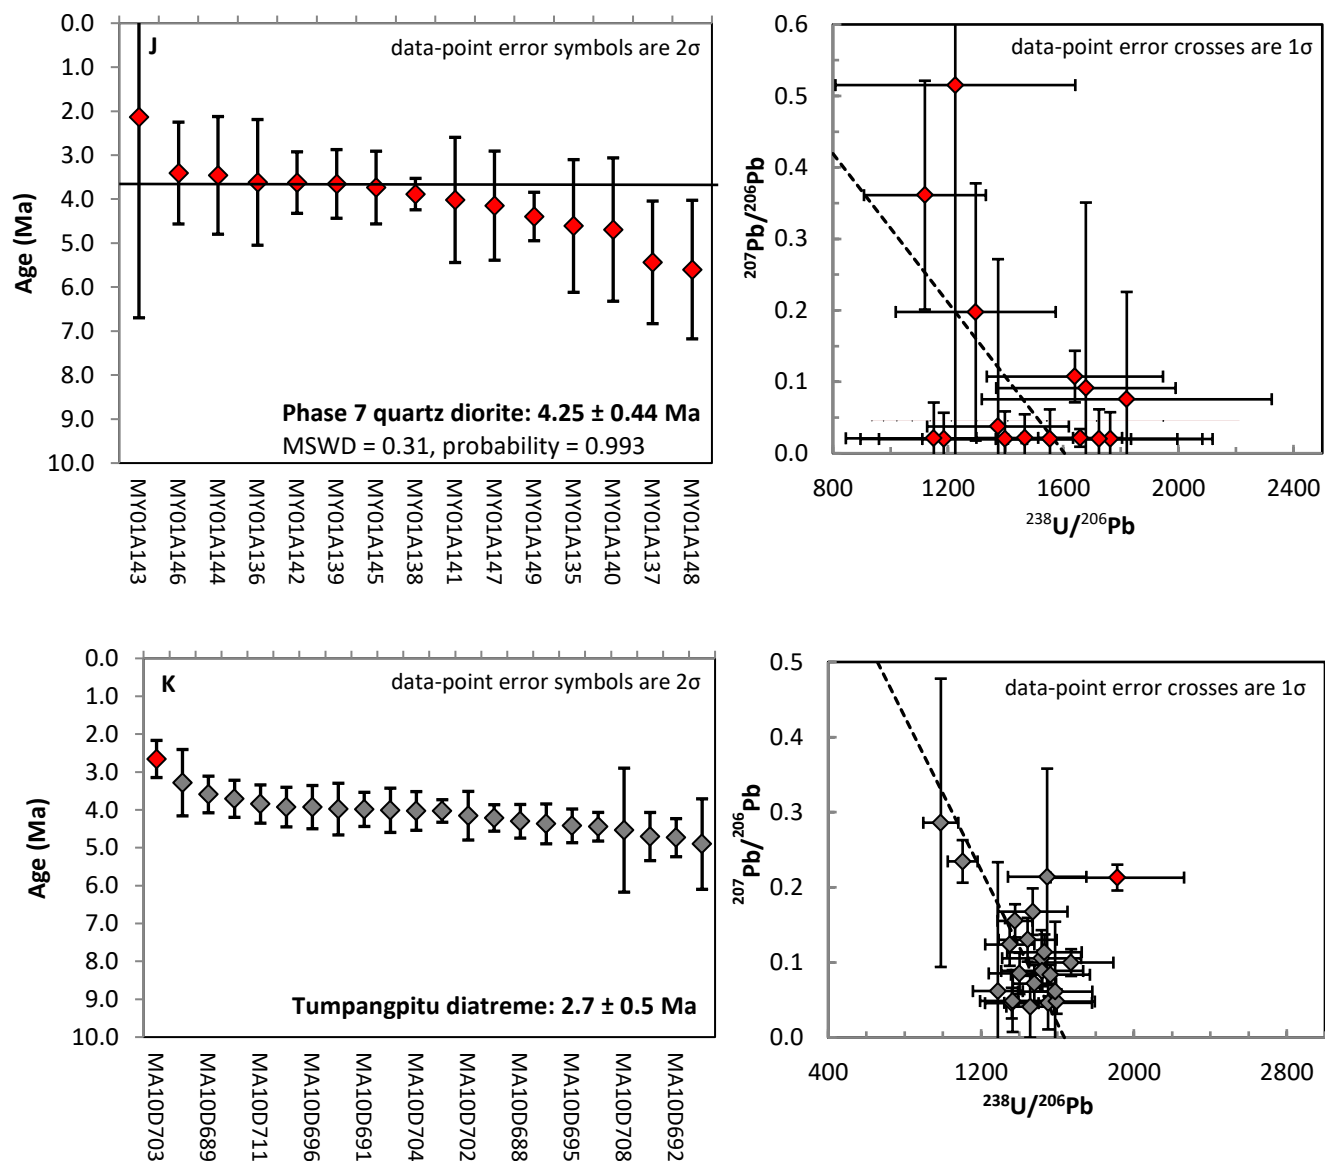 J
data-point error symbols are 2σ
Age (Ma)
0.0
1.0
2.0
3.0
4.0
5.0
6.0
7.0
8.0
9.0
10.0
Phase 7 quartz diorite: 4.25 ± 0.44 Ma
MSWD = 0.31, probability = 0.993
MY01A143
MY01A146
MY01A144
MY01A136
MY01A142
MY01A139
MY01A145
MY01A138
MY01A141
MY01A147
MY01A149
MY01A135
MY01A140
MY01A137
MY01A148
data-point error crosses are 1σ
²⁰⁷Pb/²⁰⁶Pb
0.6
0.5
0.4
0.3
0.2
0.1
0.0
800 1200 1600 2000 2400
²³⁸U/²⁰⁶Pb
K
data-point error symbols are 2σ
Age (Ma)
0.0
1.0
2.0
3.0
4.0
5.0
6.0
7.0
8.0
9.0
10.0
Tumpangpitu diatreme: 2.7 ± 0.5 Ma
MA10D703
MA10D689
MA10D711
MA10D696
MA10D691
MA10D704
MA10D702
MA10D688
MA10D695
MA10D708
MA10D692
data-point error crosses are 1σ
²⁰⁷Pb/²⁰⁶Pb
0.5
0.4
0.3
0.2
0.1
0.0
400 1200 2000 2800
²³⁸U/²⁰⁶Pb